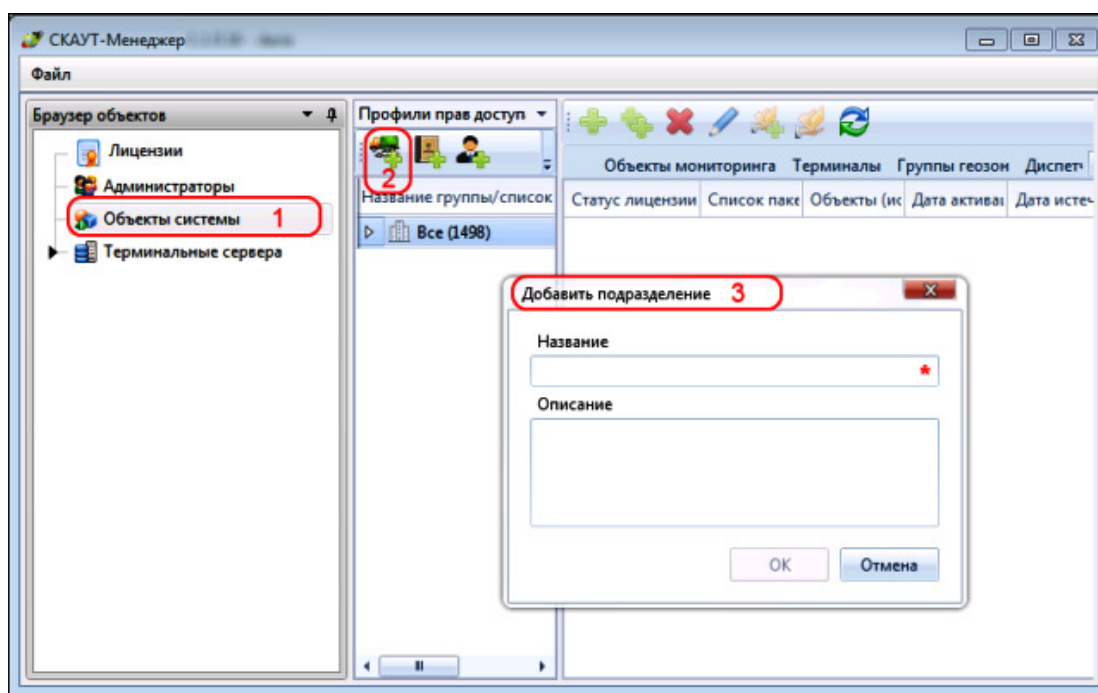 СКАУТ-Менеджер
Файл
Браузер объектов
Лицензии
Администраторы
Объекты системы 1
Терминальные сервера
Профили прав доступ
2
Название группы/список
Все (1498)
Объекты мониторинга Терминалы Группы геозон Диспетч
Статус лицензии Список паке Объекты (ис Дата активаı Дата истеч
Добавить подразделение 3
Название
*
Описание
ОК Отмена